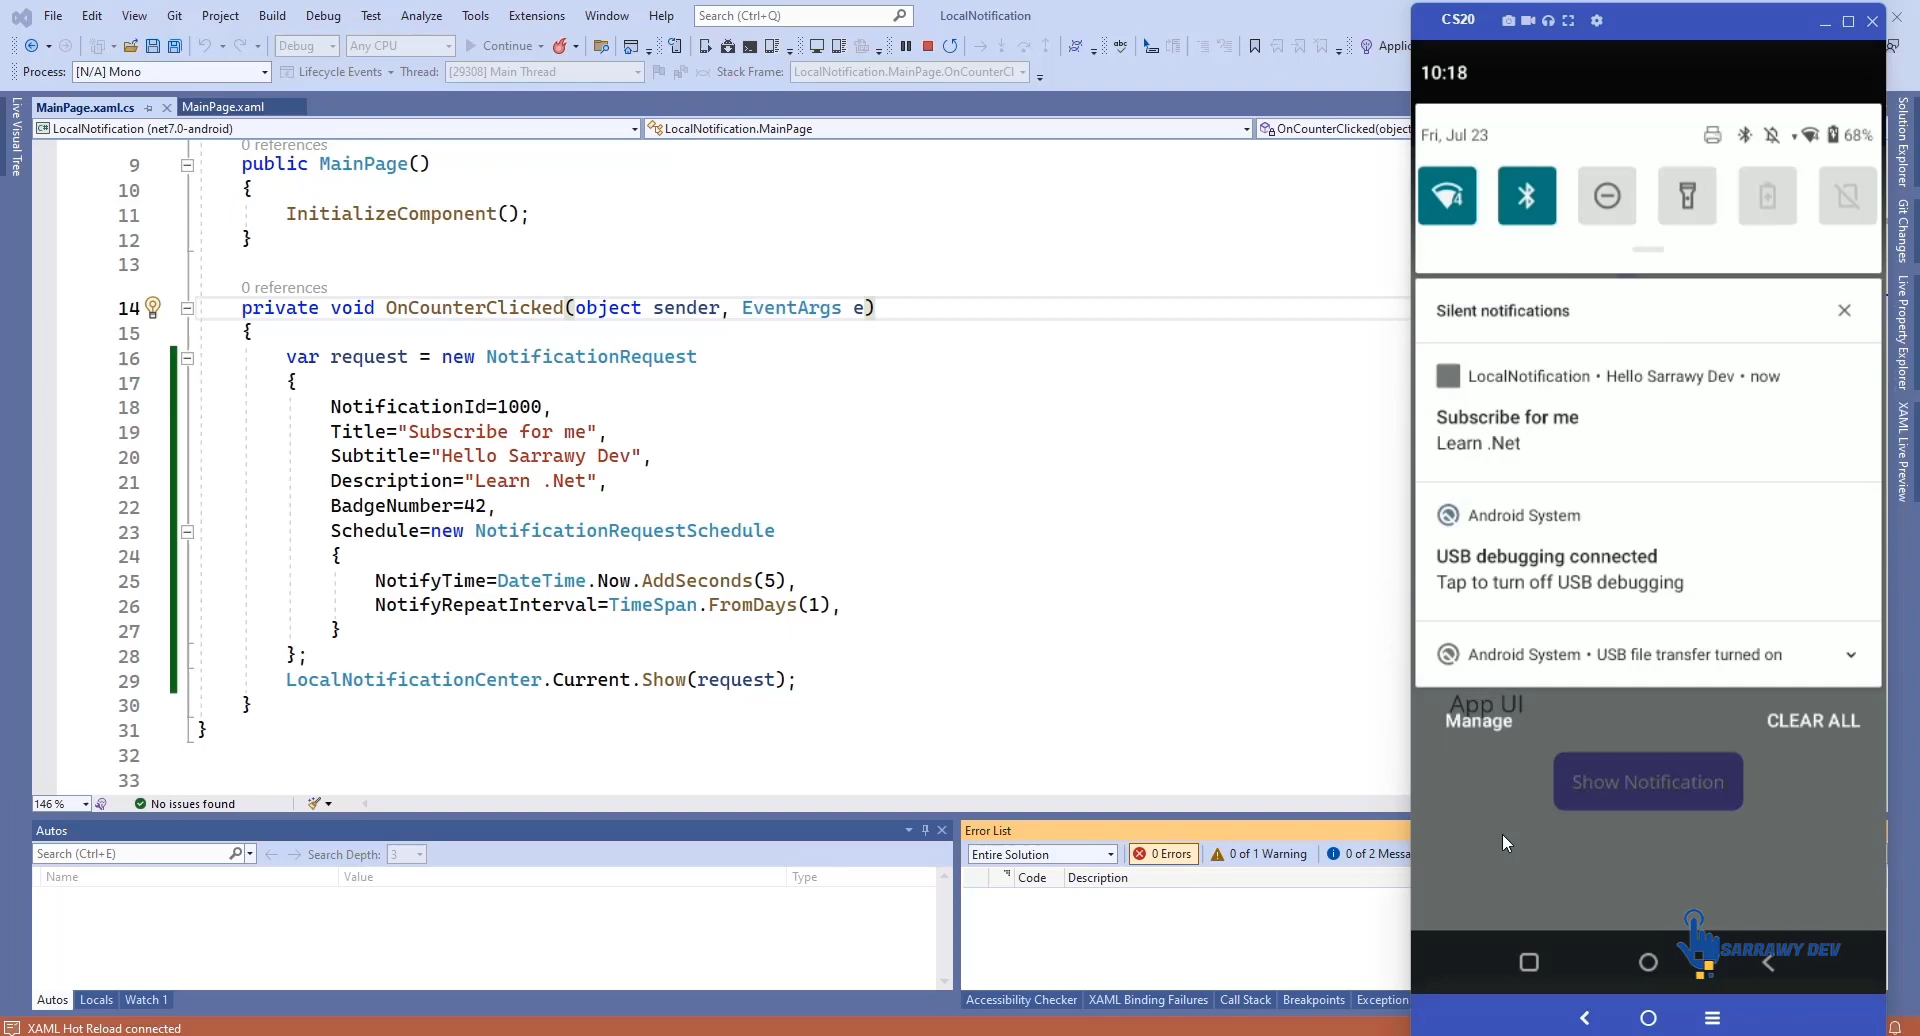 File Edit View Git Project Build Debug Test Analyze Tools Extensions Window Help Search (Ctrl+Q) LocalNotification
Debug Any CPU Continue
Process: [N/A] Mono Lifecycle Events Thread: [29308] Main Thread Stack Frame: LocalNotification.MainPage.OnCounterCl
Live Visual Tree
MainPage.xaml.cs MainPage.xaml
LocalNotification (net7.0-android) LocalNotification.MainPage OnCounterClicked(object
0 references
9 public MainPage()
10 {
11 InitializeComponent();
12 }
13
0 references
14 private void OnCounterClicked(object sender, EventArgs e)
15 {
16 var request = new NotificationRequest
17 {
18 NotificationId=1000,
19 Title="Subscribe for me",
20 Subtitle="Hello Sarrawy Dev",
21 Description="Learn .Net",
22 BadgeNumber=42,
23 Schedule=new NotificationRequestSchedule
24 {
25 NotifyTime=DateTime.Now.AddSeconds(5),
26 NotifyRepeatInterval=TimeSpan.FromDays(1),
27 }
28 };
29 LocalNotificationCenter.Current.Show(request);
30 }
31 }
32
33
146 % No issues found
Autos
Search (Ctrl+E) Search Depth: 3
Name Value Type
Autos Locals Watch 1
Error List
Entire Solution 0 Errors 0 of 1 Warning 0 of 2 Messa
Code Description
Accessibility Checker XAML Binding Failures Call Stack Breakpoints Exception
XAML Hot Reload connected
CS20
10:18
Fri, Jul 23 68%
4
Silent notifications
LocalNotification • Hello Sarrawy Dev • now
Subscribe for me
Learn .Net
Android System
USB debugging connected
Tap to turn off USB debugging
Android System • USB file transfer turned on
App UI
Manage CLEAR ALL
Show Notification
SARRAWY DEV
Applic
Solution Explorer
Git Changes
Live Property Explorer
XAML Live Preview